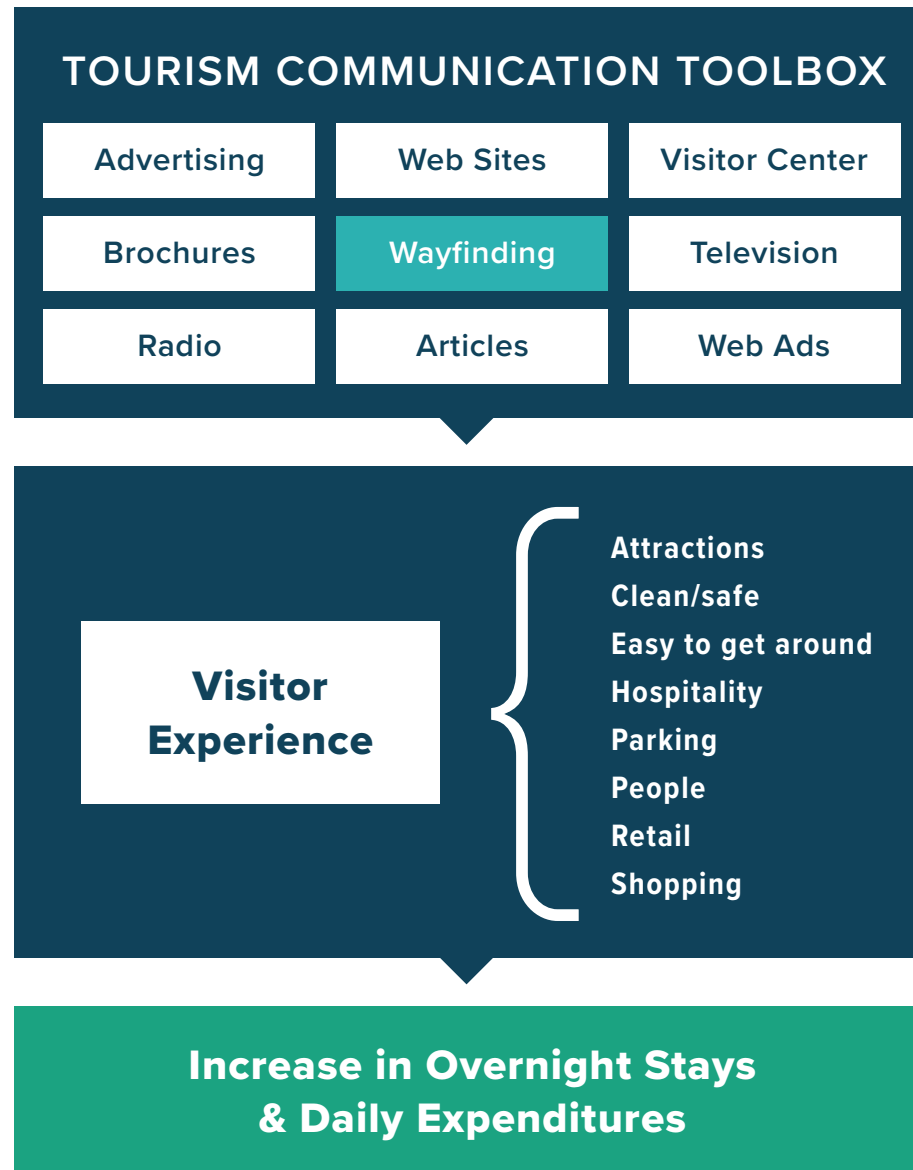 TOURISM COMMUNICATION TOOLBOX
Advertising
Web Sites
Visitor Center
Brochures
Wayfinding
Television
Radio
Articles
Web Ads
Visitor
Experience
Attractions
Clean/safe
Easy to get around
Hospitality
Parking
People
Retail
Shopping
Increase in Overnight Stays
& Daily Expenditures